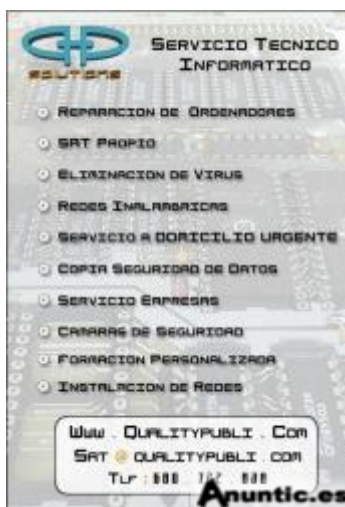 SOLUTIONS
SERVICIO TECNICO
INFORMATICO
REPARACION DE ORDENADORES
SAT PROPIO
ELIMINACION DE VIRUS
REDES INALAMBRICAS
SERVICIO A DOMICILIO URGENTE
COPIA SEGURIDAD DE DATOS
SERVICIO EMPRESAS
CAMARAS DE SEGURIDAD
FORMACION PERSONALIZADA
INSTALACION DE REDES
WWW . QUALITYPUBLI . COM
SAT @ QUALITYPUBLI . COM
TLF :
Anuntic.es